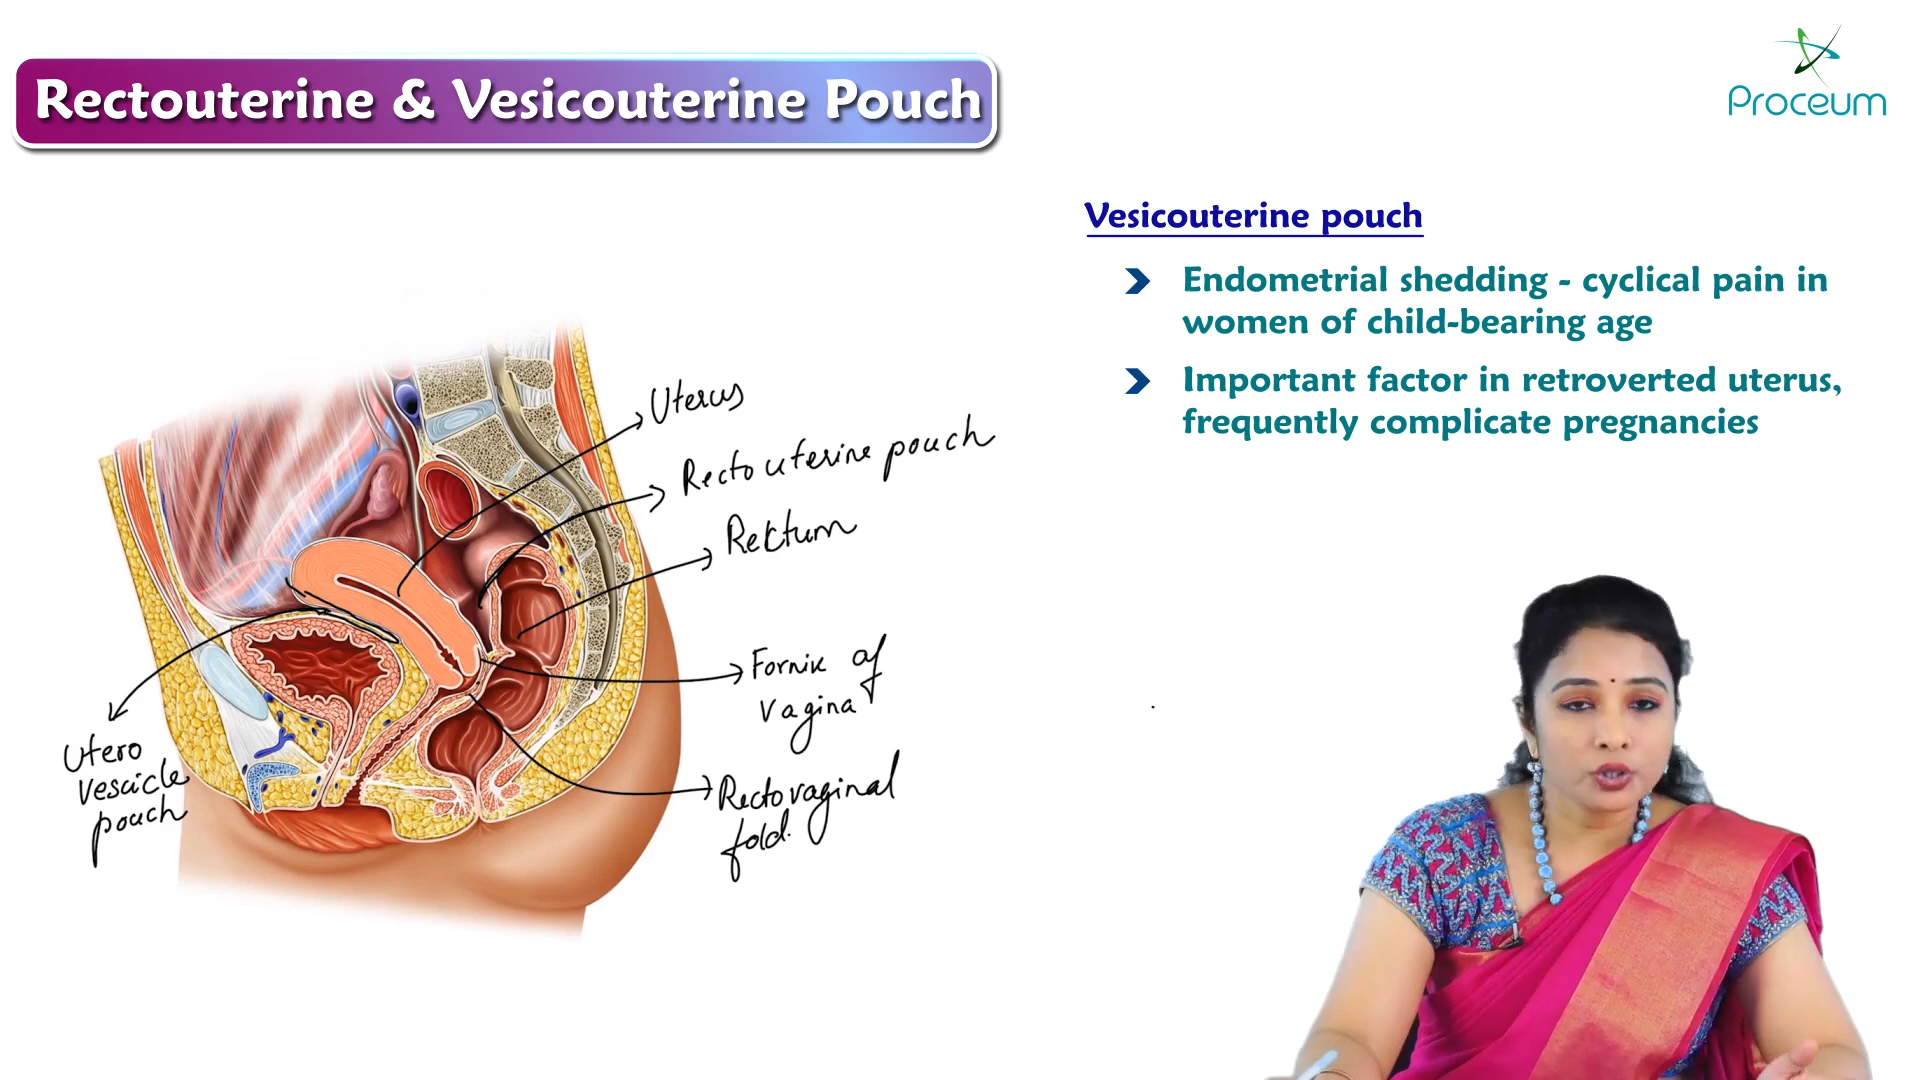 Rectouterine & Vesicouterine Pouch
Proceum
Vesicouterine pouch
Endometrial shedding - cyclical pain in
women of child-bearing age
Important factor in retroverted uterus,
frequently complicate pregnancies
Uterus
Recto uterine pouch
Rectum
Fornix of
vagina
Rectovaginal
fold.
Utero
vescicle
pouch